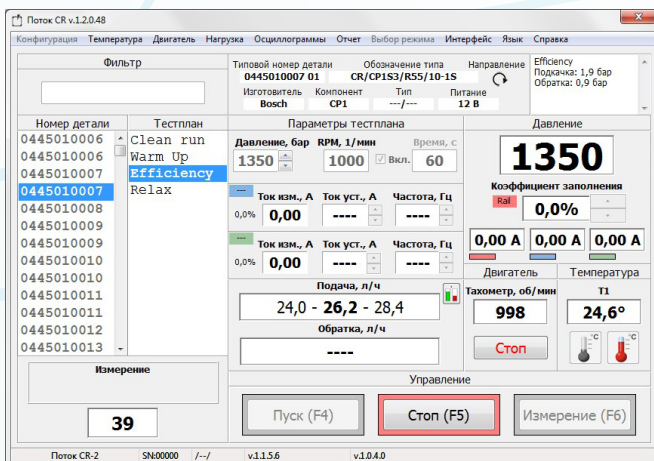 Поток CR v.1.2.0.48
Конфигурация Температура Двигатель Нагрузка Осциллограммы Отчет Выбор режима Интерфейс Язык Справка
Фильтр
Типовой номер детали Обозначение типа Направление
0445010007 01 CR/CP1S3/R55/10-1S
Изготовитель Компонент Тип Питание
Bosch CP1 ---/--- 12 В
Efficiency
Подкачка: 1,9 бар
Обратка: 0,9 бар
Номер детали Тестплан
0445010006 Clean run
0445010006 Warm Up
0445010007 Efficiency
0445010007 Relax
0445010008
0445010009
0445010009
0445010010
0445010010
0445010011
0445010011
0445010012
0445010013
Измерение
39
Параметры тестплана
Давление, бар RPM, 1/мин Время, с
1350 1000 Вкл. 60
---
Ток изм., А Ток уст., А Частота, Гц
0,0% 0,00 ---- ----
---
Ток изм., А Ток уст., А Частота, Гц
0,0% 0,00 ---- ----
Подача, л/ч
24,0 - 26,2 - 28,4
Обратка, л/ч
----
Давление
1350
Коэффициент заполнения
Rail 0,0%
0,00 А 0,00 А 0,00 А
Двигатель Температура
Тахометр, об/мин T1
998 24,6°
Стоп °C °C
Управление
Пуск (F4) Стоп (F5) Измерение (F6)
Поток CR-2 SN:00000 /--/ v.1.1.5.6 v.1.0.4.0